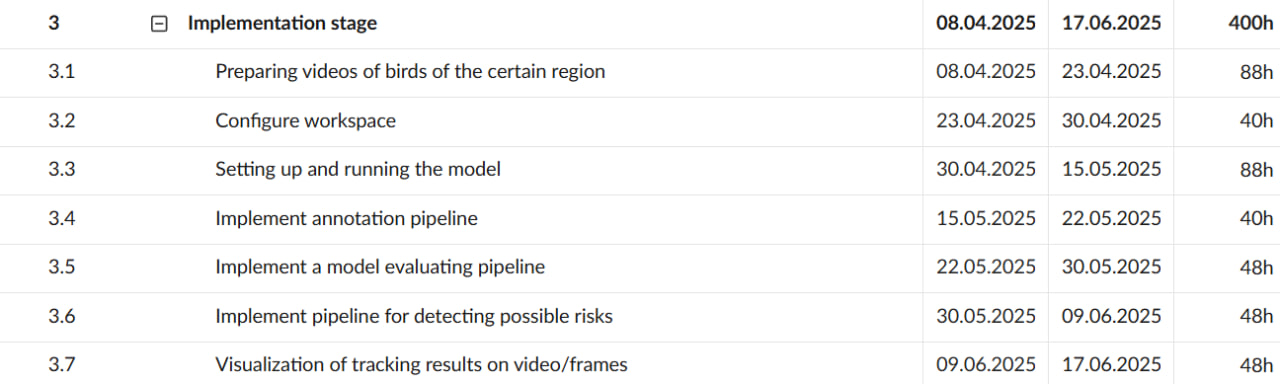 3 Implementation stage 08.04.2025 17.06.2025 400h
3.1 Preparing videos of birds of the certain region 08.04.2025 23.04.2025 88h
3.2 Configure workspace 23.04.2025 30.04.2025 40h
3.3 Setting up and running the model 30.04.2025 15.05.2025 88h
3.4 Implement annotation pipeline 15.05.2025 22.05.2025 40h
3.5 Implement a model evaluating pipeline 22.05.2025 30.05.2025 48h
3.6 Implement pipeline for detecting possible risks 30.05.2025 09.06.2025 48h
3.7 Visualization of tracking results on video/frames 09.06.2025 17.06.2025 48h